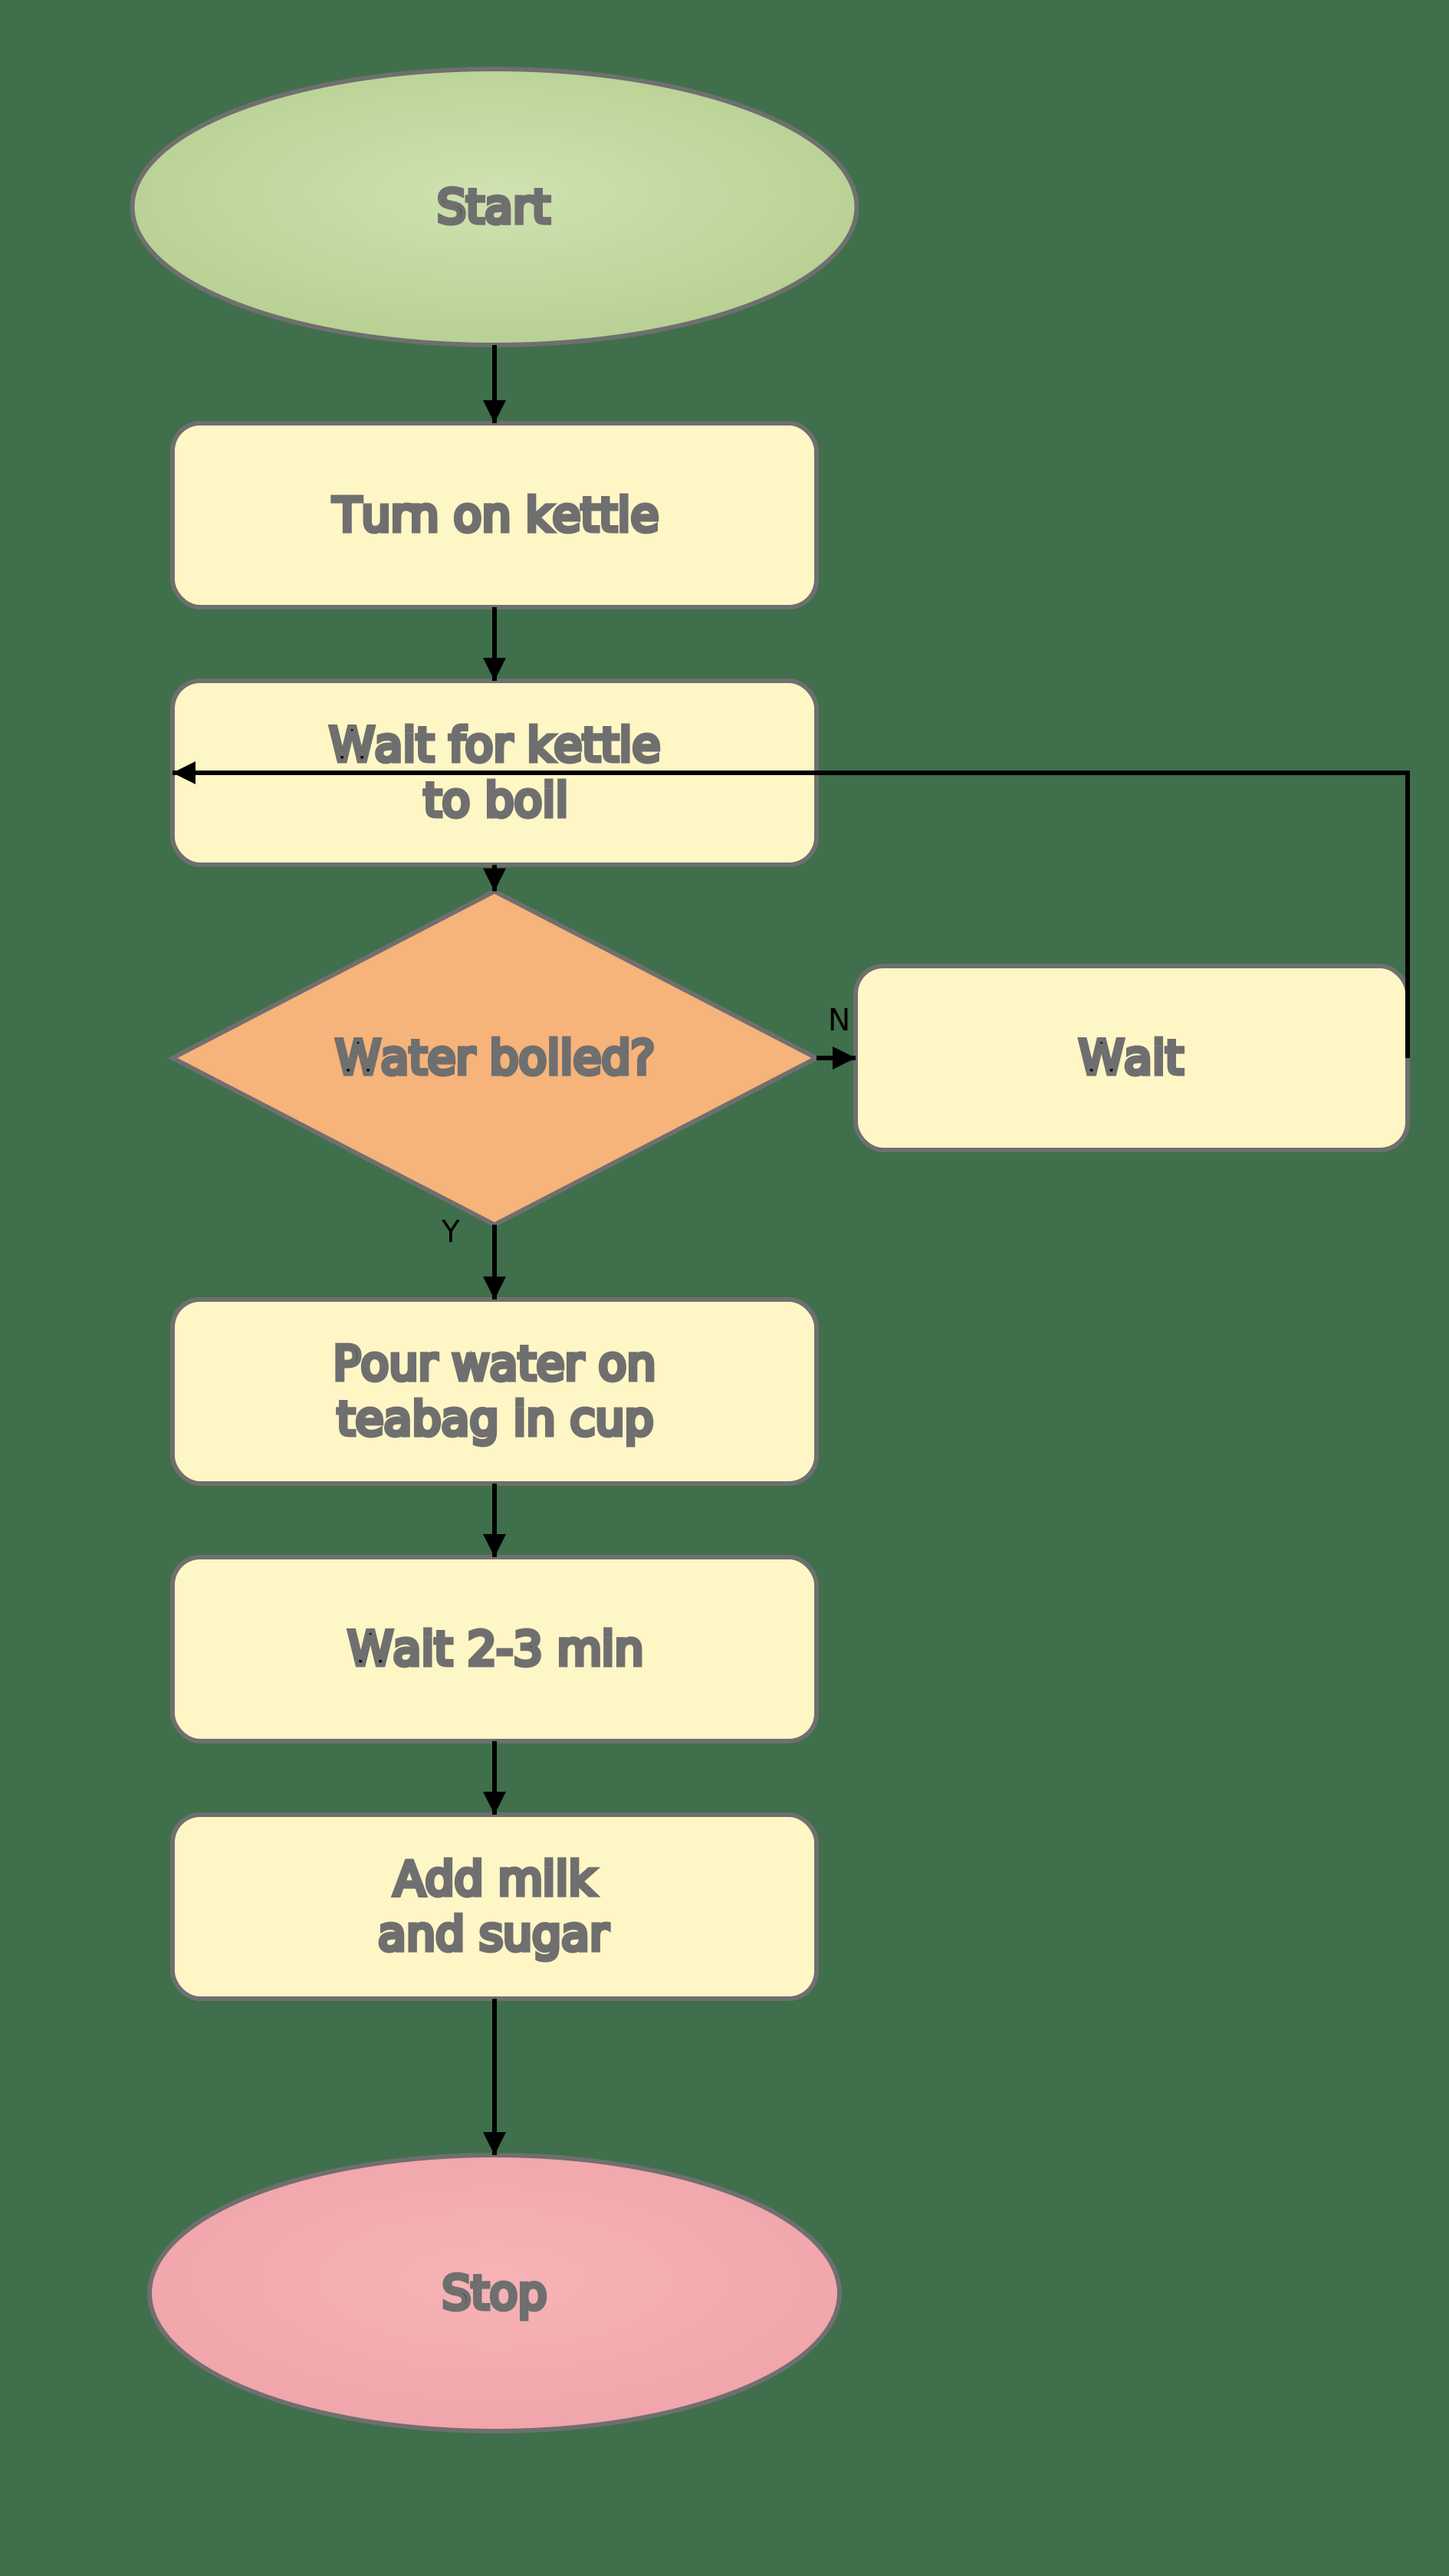 Start
Turn on kettle
Wait for kettle
to boil
N
Water boiled?
Wait
Y
Pour water on
teabag in cup
Wait 2-3 min
Add milk
and sugar
Stop